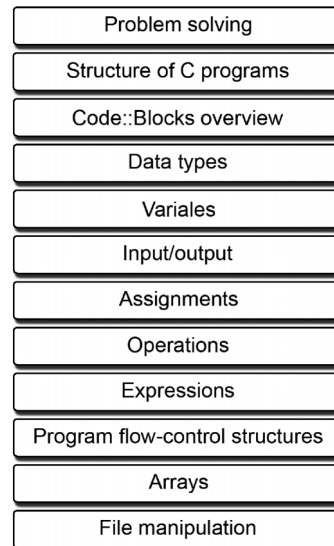 Problem solving
Structure of C programs
Code::Blocks overview
Data types
Variales
Input/output
Assignments
Operations
Expressions
Program flow-control structures
Arrays
File manipulation